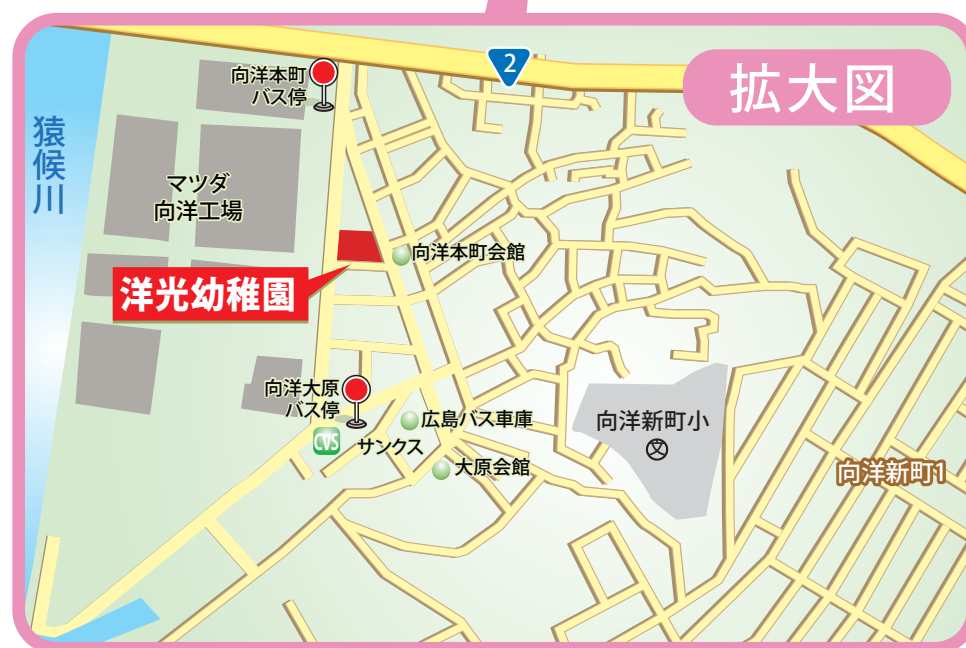 拡大図
2
向洋本町
バス停
猿候川
マツダ
向洋工場
向洋本町会館
洋光幼稚園
向洋大原
バス停
広島バス車庫
CVS
サンクス
大原会館
向洋新町小
文
向洋新町1